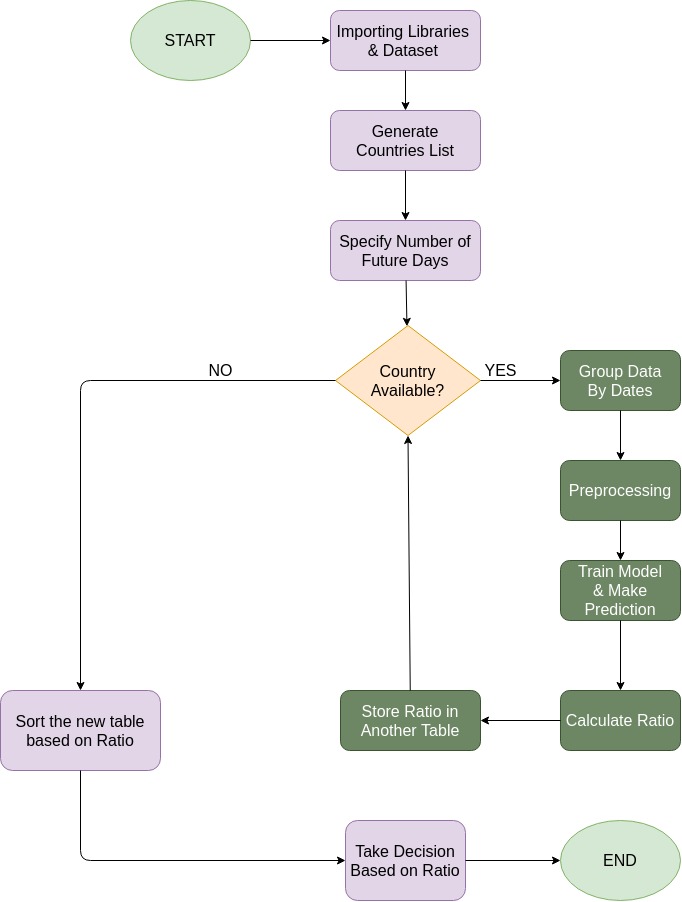 START
Importing Libraries
& Dataset
Generate
Countries List
Specify Number of
Future Days
Country
Available?
NO
YES
Group Data
By Dates
Preprocessing
Train Model
& Make
Prediction
Calculate Ratio
Store Ratio in
Another Table
Sort the new table
based on Ratio
Take Decision
Based on Ratio
END